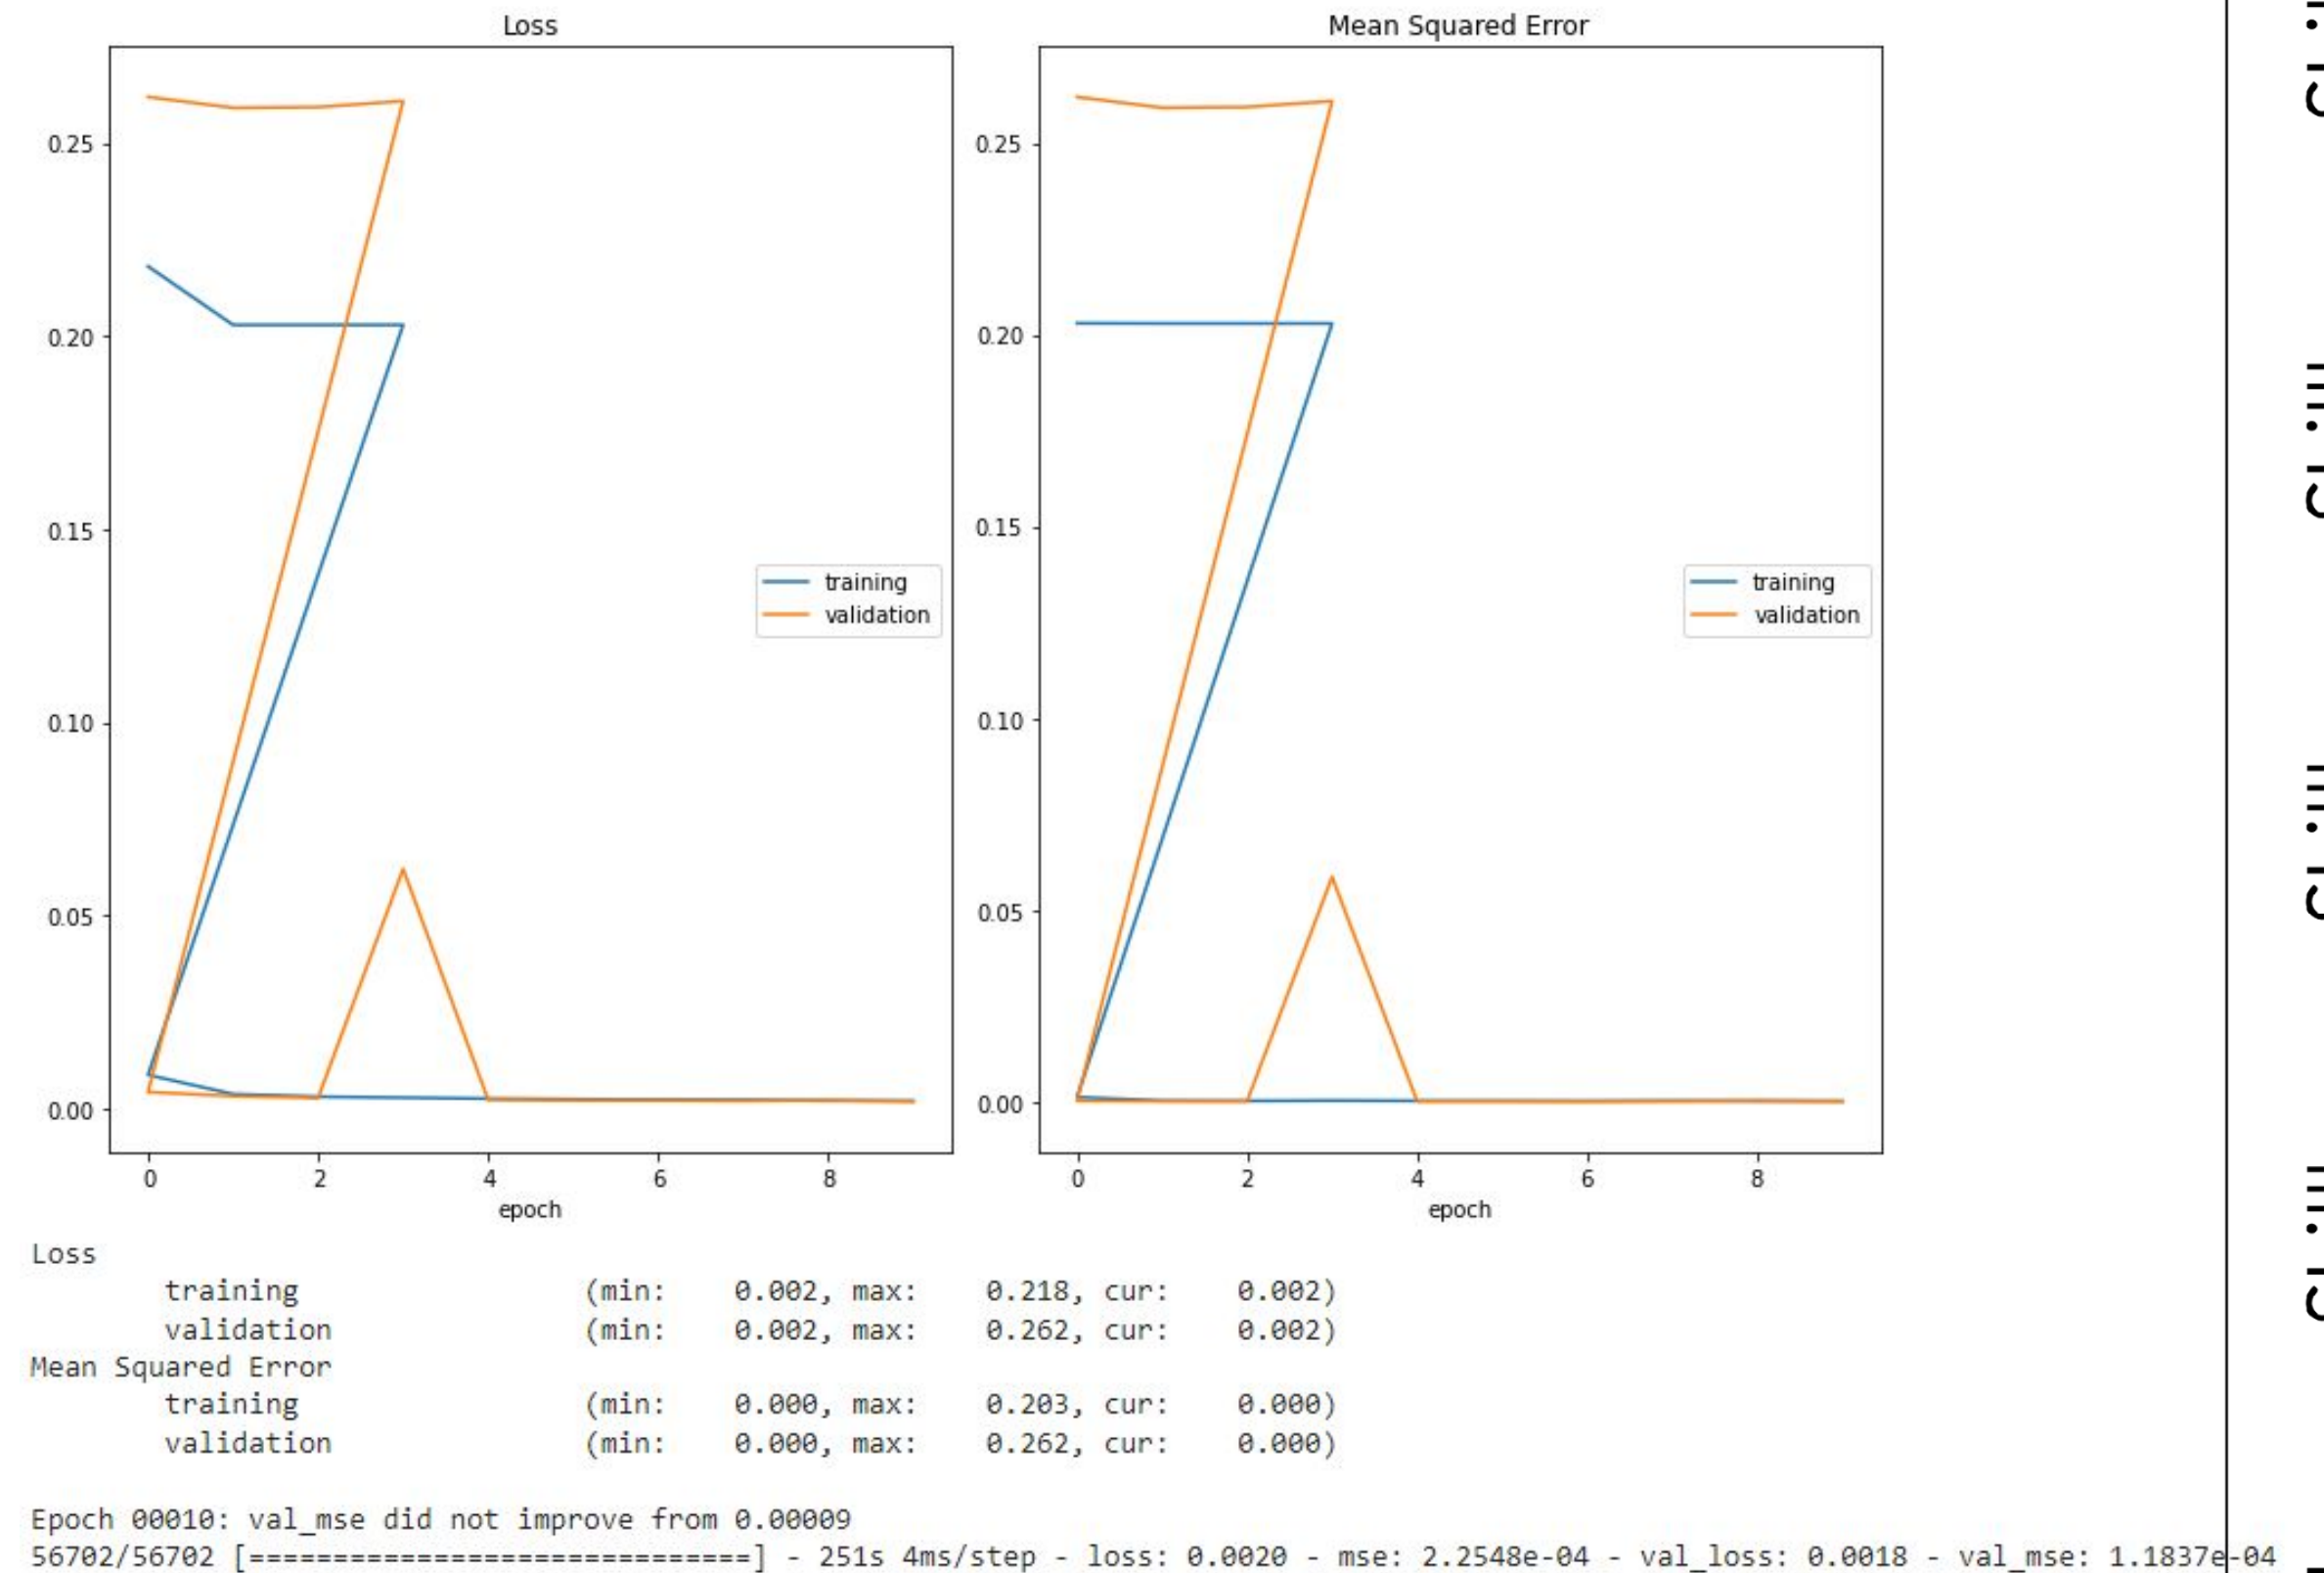 Loss
0.25
0.20
0.15
0.10
0.05
0.00
training
validation
0 2 4 6 8
epoch
Mean Squared Error
0.25
0.20
0.15
0.10
0.05
0.00
training
validation
0 2 4 6 8
epoch
Loss
training (min: 0.002, max: 0.218, cur: 0.002)
validation (min: 0.002, max: 0.262, cur: 0.002)
Mean Squared Error
training (min: 0.000, max: 0.203, cur: 0.000)
validation (min: 0.000, max: 0.262, cur: 0.000)
Epoch 00010: val_mse did not improve from 0.00009
56702/56702 [==============================] - 251s 4ms/step - loss: 0.0020 - mse: 2.2548e-04 - val_loss: 0.0018 - val_mse: 1.1837e-04